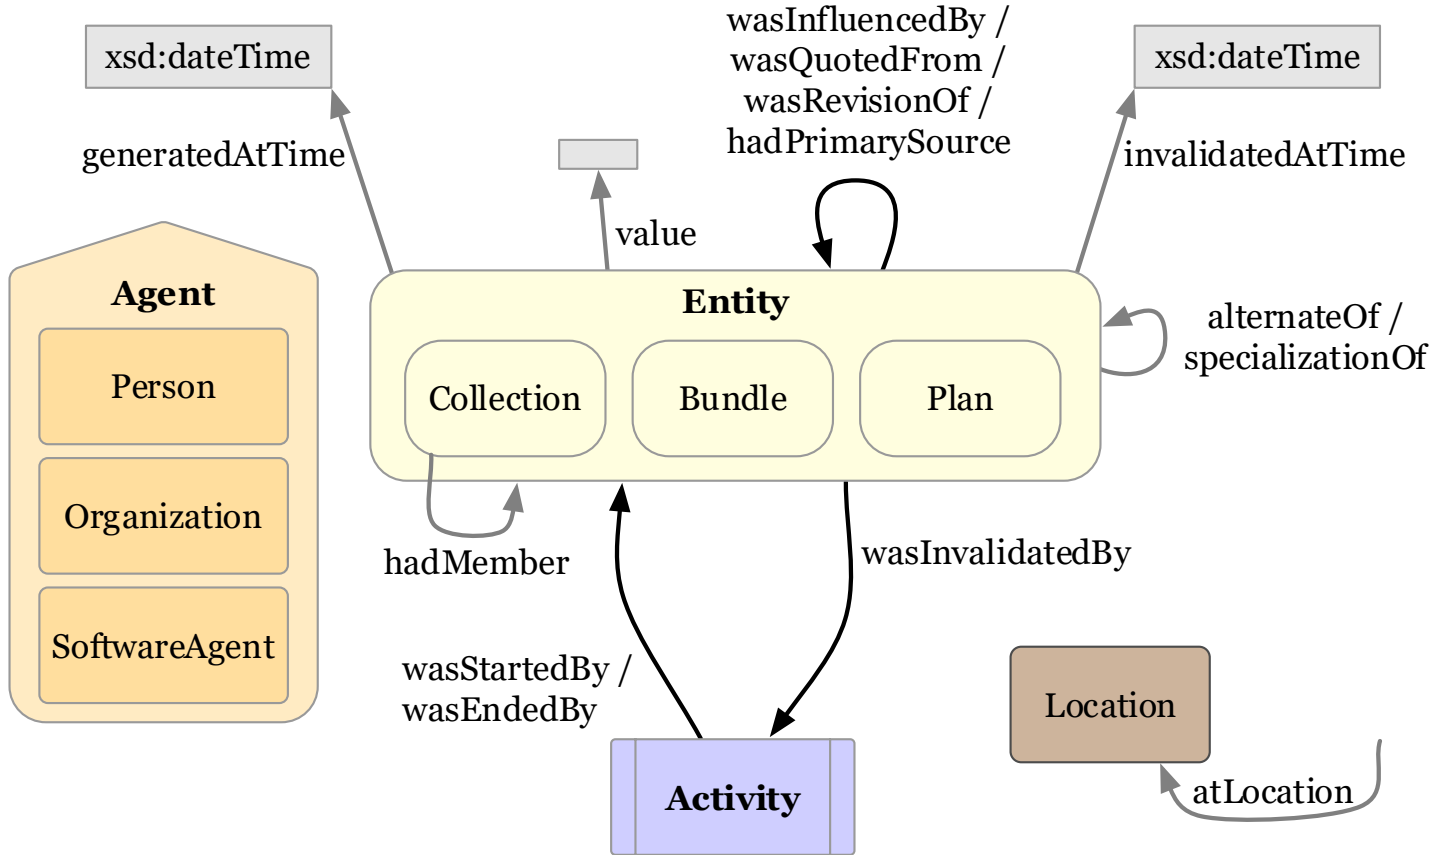 wasInfluencedBy /
wasQuotedFrom /
wasRevisionOf /
hadPrimarySource
xsd:dateTime
xsd:dateTime
generatedAtTime
invalidatedAtTime
value
Agent
Person
Organization
SoftwareAgent
Entity
Collection
Bundle
Plan
alternateOf /
specializationOf
hadMember
wasInvalidatedBy
wasStartedBy /
wasEndedBy
Activity
Location
atLocation